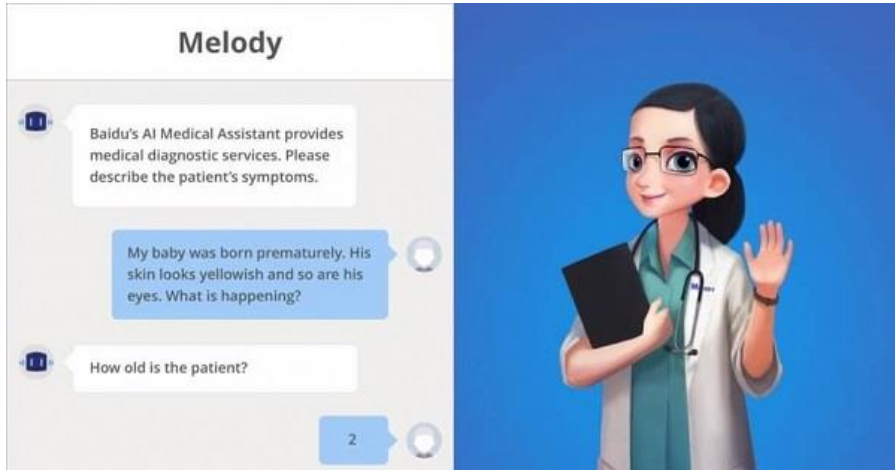 Melody
Baidu's AI Medical Assistant provides
medical diagnostic services. Please
describe the patient's symptoms.
My baby was born prematurely. His
skin looks yellowish and so are his
eyes. What is happening?
How old is the patient?
2